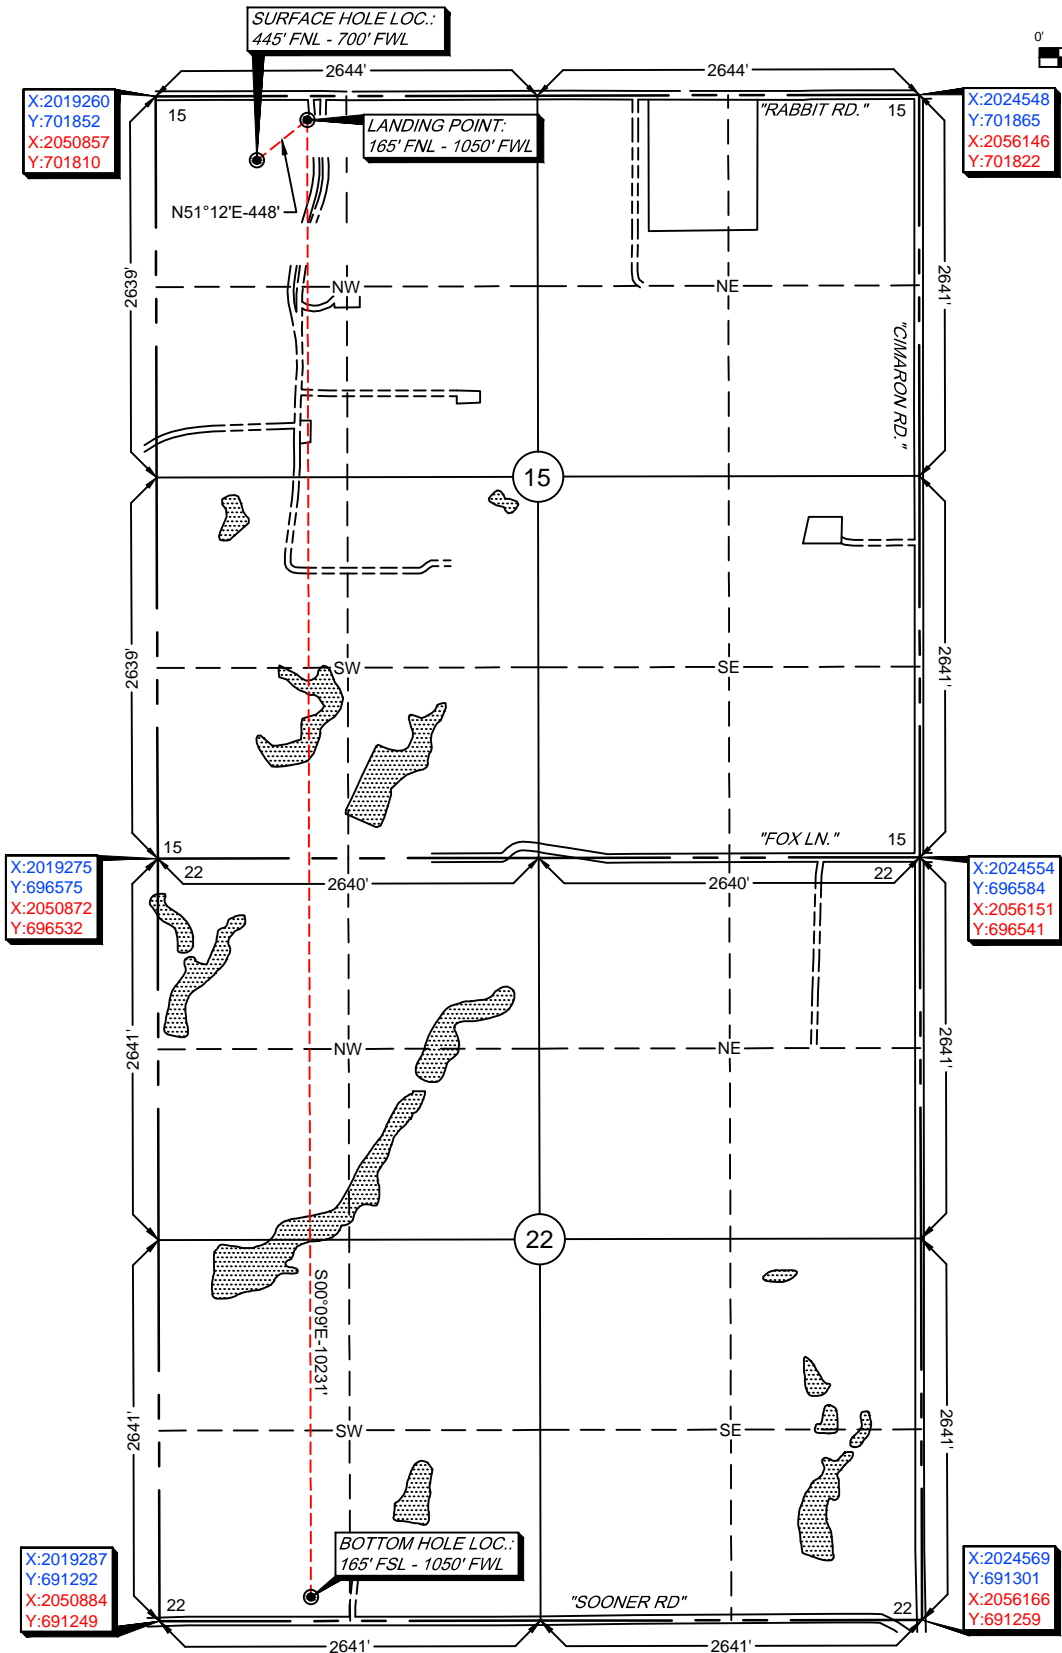 SURFACE HOLE LOC.:
445' FNL - 700' FWL
0'
2644'
2644'
X:2019260
Y:701852
X:2050857
Y:701810
15
"RABBIT RD."
15
X:2024548
Y:701865
X:2056146
Y:701822
LANDING POINT:
165' FNL - 1050' FWL
N51°12'E-448'
2639'
NW
NE
2641'
"CIMARON RD."
15
2639'
SW
SE
2641'
15
"FOX LN."
15
X:2019275
Y:696575
X:2050872
Y:696532
22
2640'
2640'
22
X:2024554
Y:696584
X:2056151
Y:696541
2641'
NW
NE
2641'
22
S00°09'E-10231'
2641'
SW
SE
2641'
BOTTOM HOLE LOC.:
165' FSL - 1050' FWL
X:2019287
Y:691292
X:2050884
Y:691249
22
"SOONER RD"
22
X:2024569
Y:691301
X:2056166
Y:691259
2641'
2641'